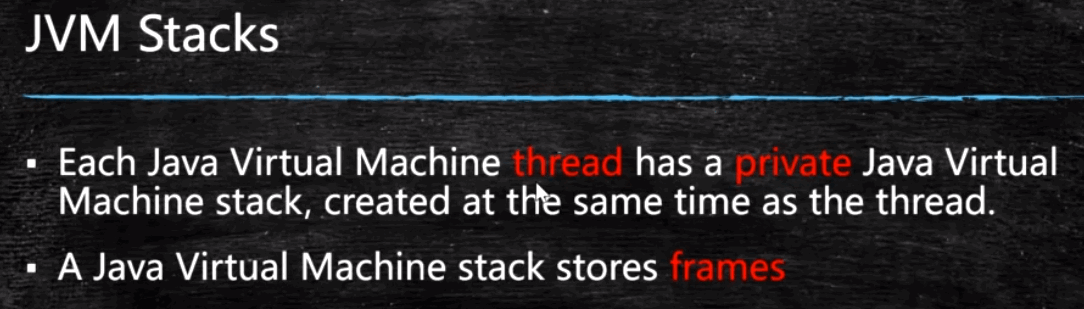 JVM Stacks
▪ Each Java Virtual Machine thread has a private Java Virtual
Machine stack, created at the same time as the thread.
▪ A Java Virtual Machine stack stores frames